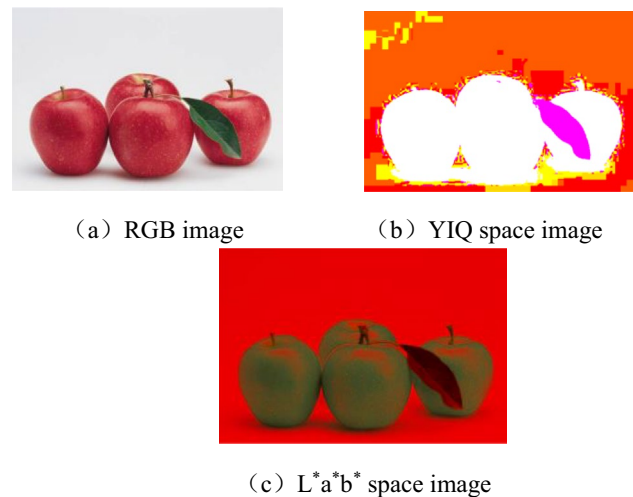 （a）RGB image
（b）YIQ space image
（c）L*a*b* space image